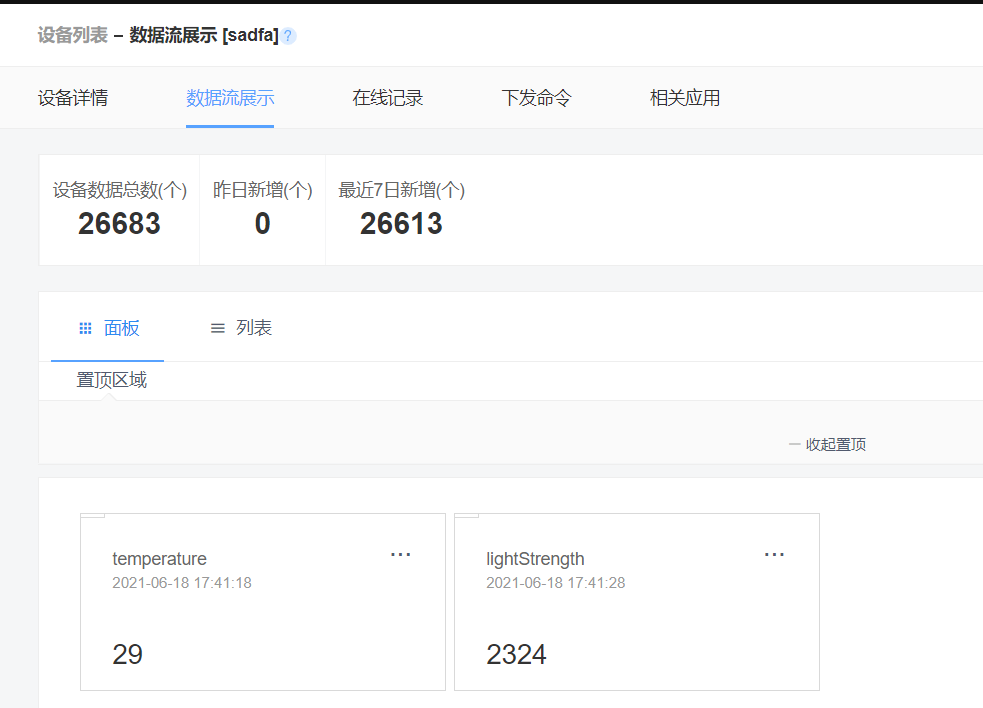 设备列表 – 数据流展示 [sadfa] ?
设备详情 数据流展示 在线记录 下发命令 相关应用
设备数据总数(个) 昨日新增(个) 最近7日新增(个)
26683 0 26613
面板 列表
置顶区域
— 收起置顶
temperature ... lightStrength ...
2021-06-18 17:41:18 2021-06-18 17:41:28
29 2324